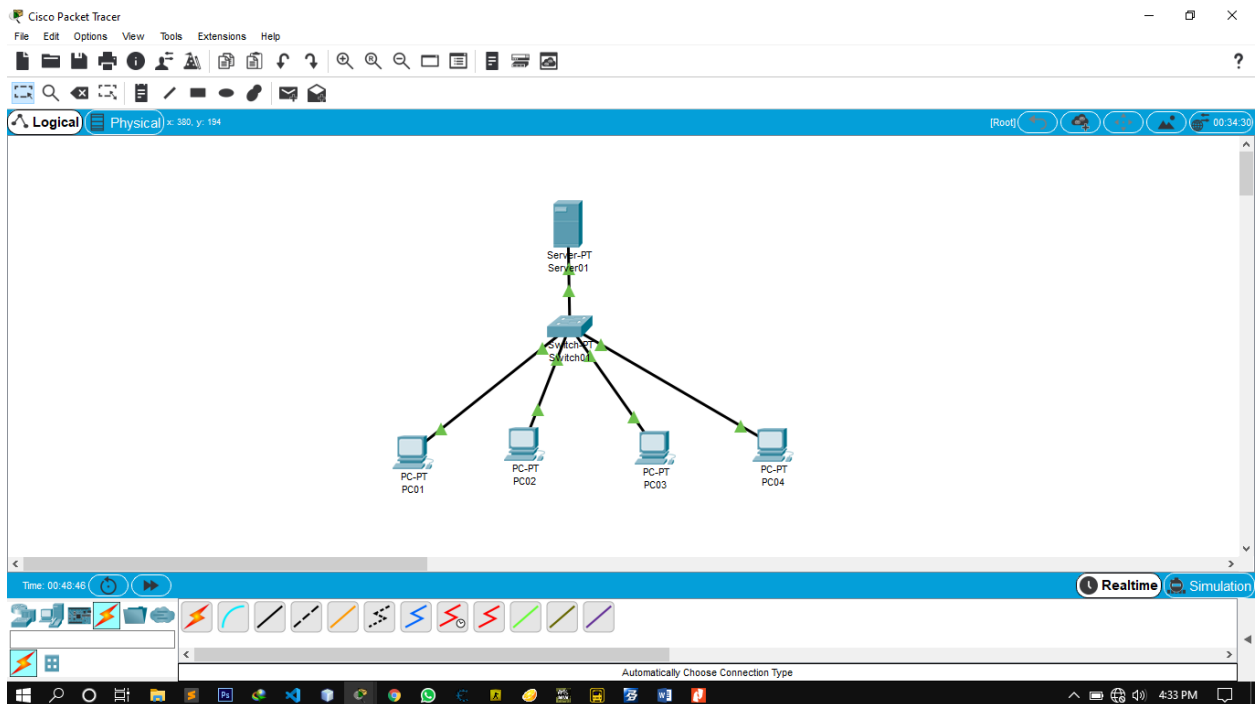 Cisco Packet Tracer
File Edit Options View Tools Extensions Help
?
Logical Physical x: 380, y: 194 [Root] 00:34:30
Server-PT
Server01
Switch-PT
Switch01
PC-PT
PC01
PC-PT
PC02
PC-PT
PC03
PC-PT
PC04
Time: 00:48:46 Realtime Simulation
Automatically Choose Connection Type
Ps
4:33 PM